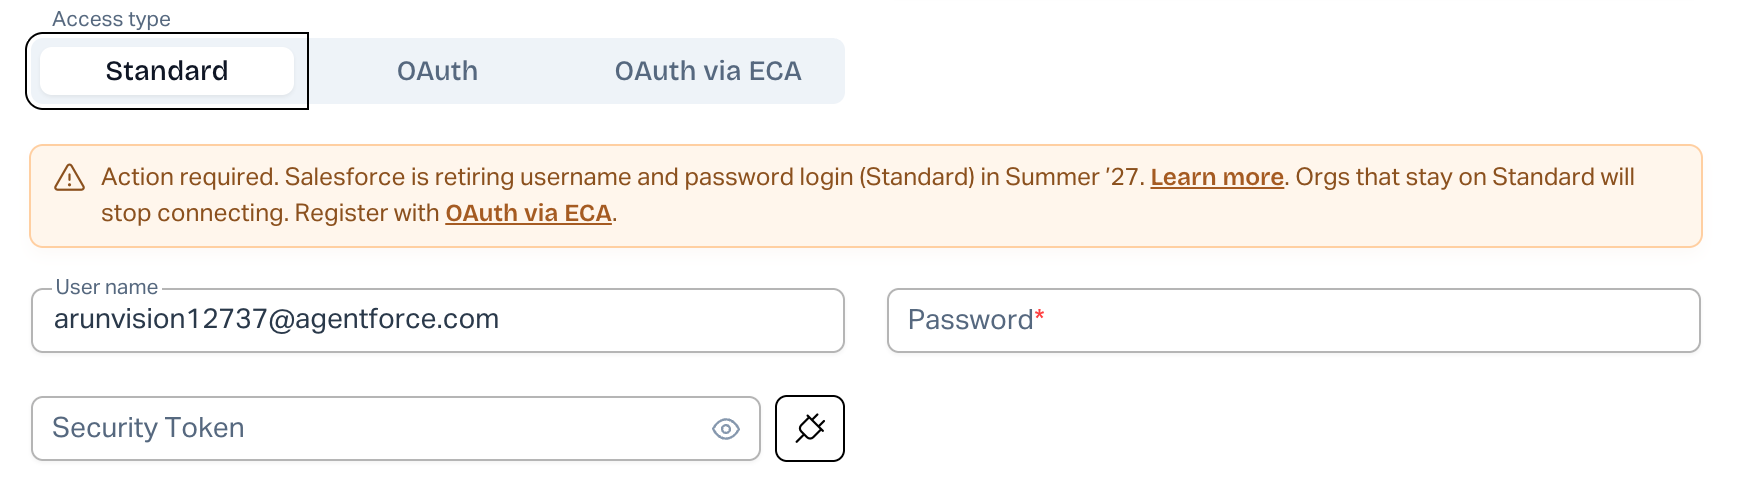 Access type
Standard
OAuth
OAuth via ECA
Action required. Salesforce is retiring username and password login (Standard) in Summer ’27. Learn more. Orgs that stay on Standard will
stop connecting. Register with OAuth via ECA.
User name
arunvision12737@agentforce.com
Password*
Security Token